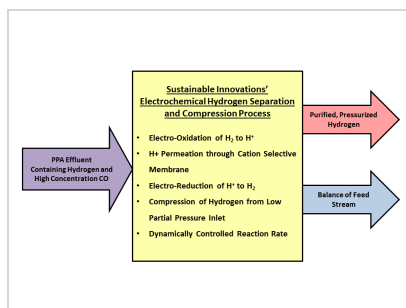 Sustainable Innovations'
Electrochemical Hydrogen Separation
and Compression Process
• Electro-Oxidation of H₂ to H⁺
• H+ Permeation through Cation Selective
Membrane
• Electro-Reduction of H⁺ to H₂
• Compression of Hydrogen from Low
Partial Pressure Inlet
• Dynamically Controlled Reaction Rate
PPA Effluent
Containing Hydrogen and
High Concentration CO
Purified, Pressurized
Hydrogen
Balance of Feed
Stream